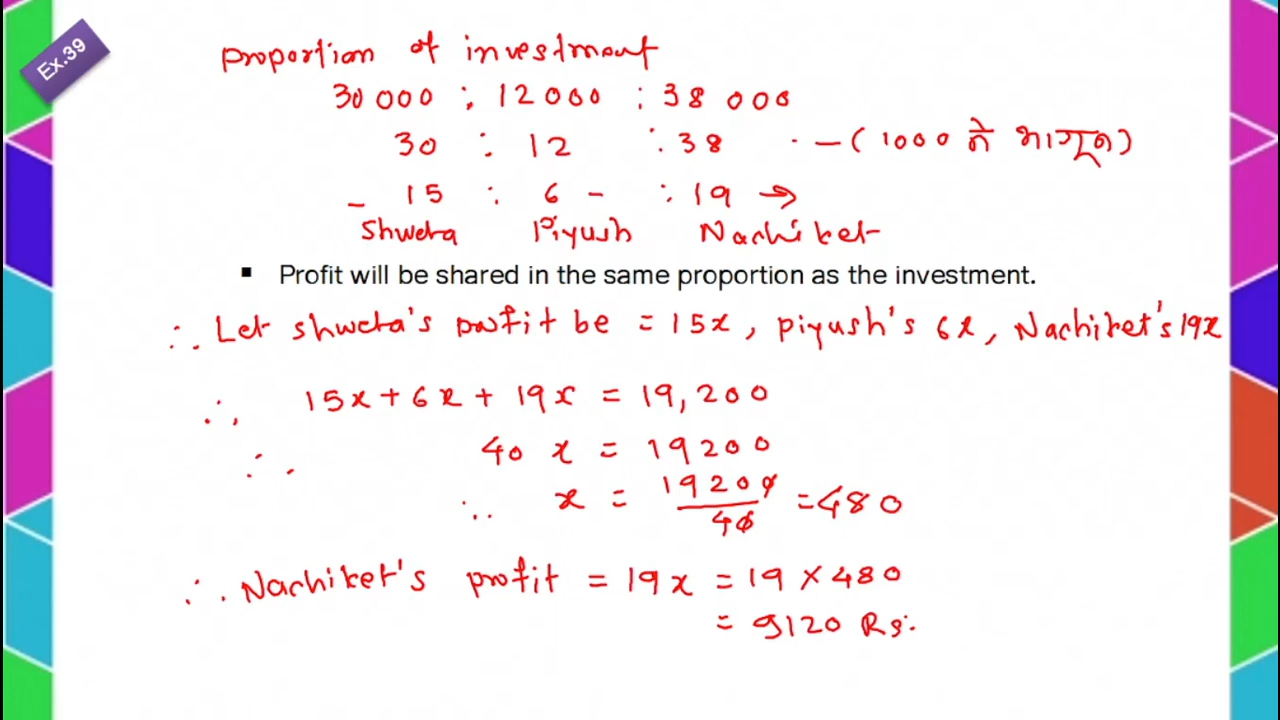 Ex.39
Proportion of investment
30000 : 12000 : 38000
30 : 12 : 38 - (1000 ने भागून)
15 : 6 - : 19 →
Shweta Piyush Nachiket
▪ Profit will be shared in the same proportion as the investment.
∴ Let shweta's profit be = 15x, piyush's 6x, Nachiket's 19x
∴ 15x + 6x + 19x = 19,200
∴ 40 x = 19200
∴ x = 19200/40 = 480
∴ Nachiket's profit = 19x = 19 × 480
= 9120 Rs.